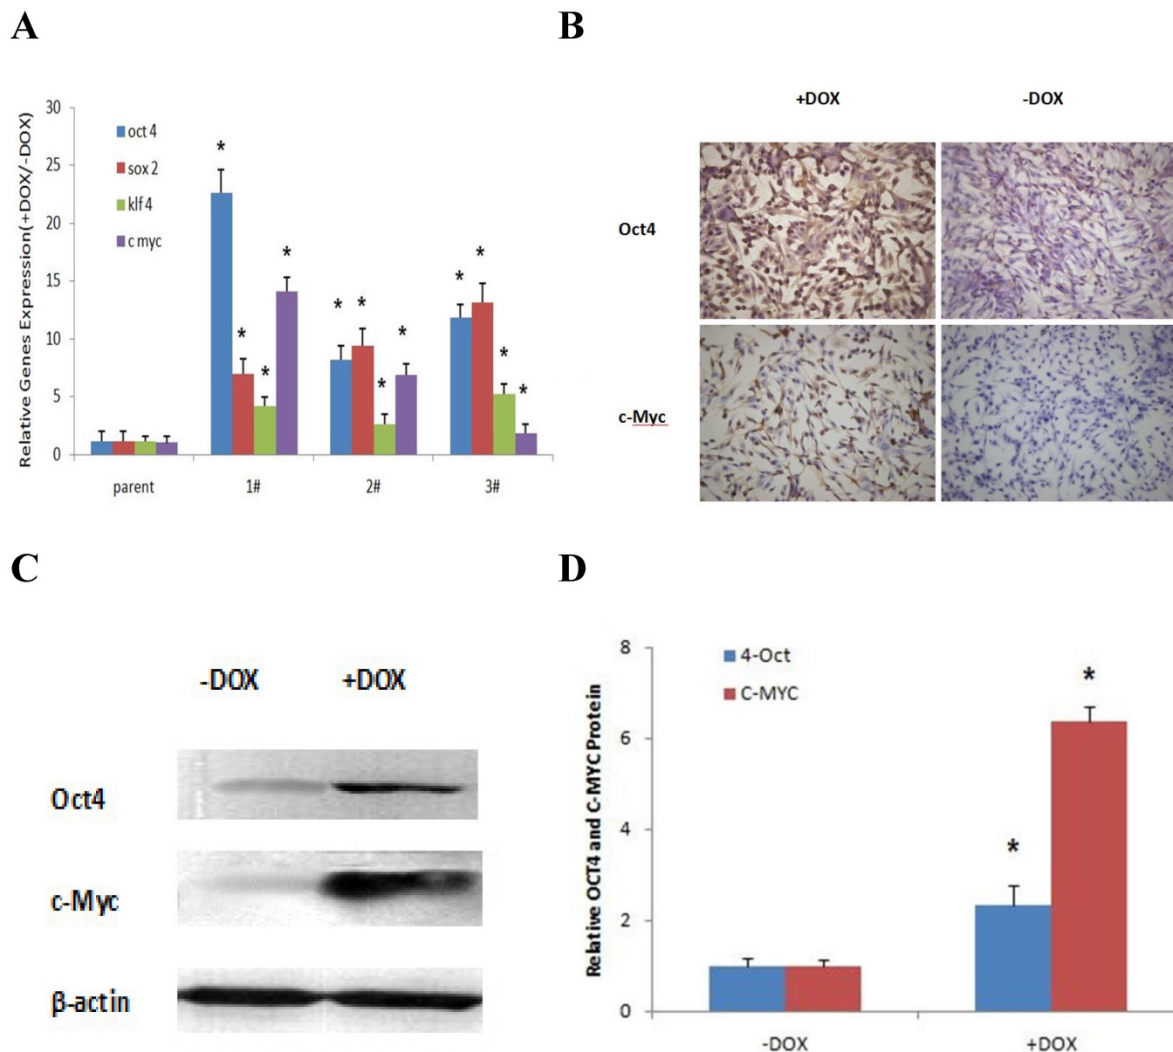 A
Relative Genes Expression(+DOX/-DOX)
30
25
20
15
10
5
0
oct 4
sox 2
klf 4
c myc
*
*
*
*
*
*
*
*
*
*
*
*
parent
1#
2#
3#
B
+DOX
-DOX
Oct4
c-Myc
C
-DOX
+DOX
Oct4
c-Myc
β-actin
D
Relative OCT4 and C-MYC Protein
8
6
4
2
0
4-Oct
C-MYC
*
*
-DOX
+DOX